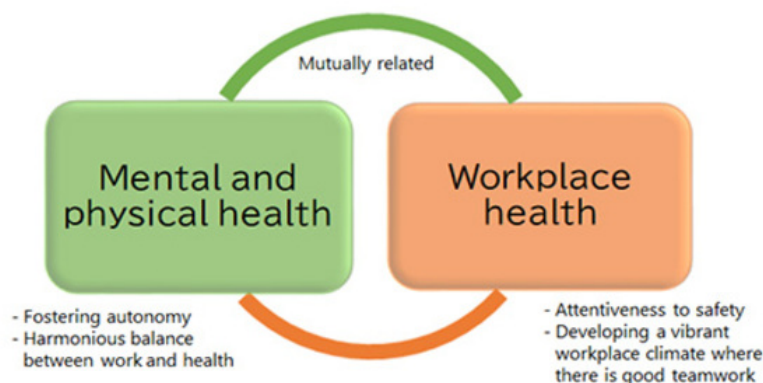 Mutually related
Mental and
physical health
Workplace
health
- Fostering autonomy
- Harmonious balance
between work and health
- Attentiveness to safety
- Developing a vibrant
workplace climate where
there is good teamwork